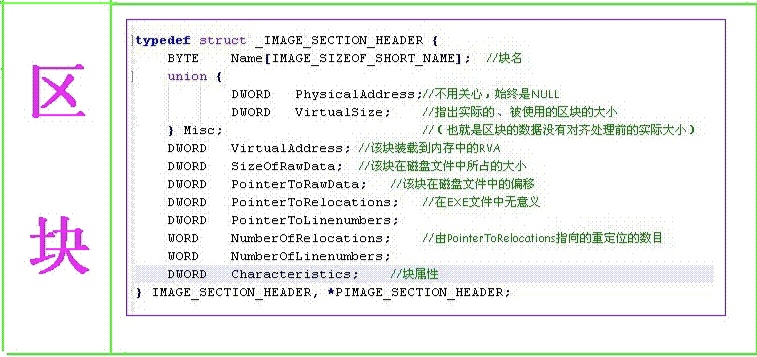 区
块
typedef struct _IMAGE_SECTION_HEADER {
BYTE Name[IMAGE_SIZEOF_SHORT_NAME]; //块名
union {
DWORD PhysicalAddress;//不用关心，始终是NULL
DWORD VirtualSize; //指出实际的、被使用的区块的大小
} Misc; //（也就是区块的数据没有对齐处理前的实际大小）
DWORD VirtualAddress; //该块装载到内存中的RVA
DWORD SizeOfRawData; //该块在磁盘文件中所占的大小
DWORD PointerToRawData; //该块在磁盘文件中的偏移
DWORD PointerToRelocations; //在EXE文件中无意义
DWORD PointerToLinenumbers;
WORD NumberOfRelocations; //由PointerToRelocations指向的重定位的数目
WORD NumberOfLinenumbers;
DWORD Characteristics; //块属性
} IMAGE_SECTION_HEADER, *PIMAGE_SECTION_HEADER;